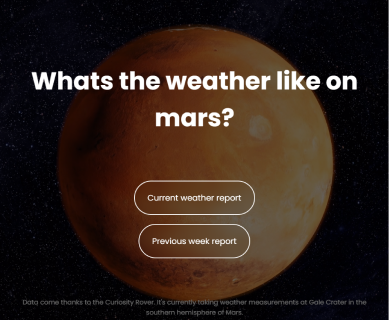 Whats the weather like on
mars?
Current weather report
Previous week report
Data come thanks to the Curiosity Rover. It's currently taking weather measurements at Gale Crater in the
southern hemisphere of Mars.